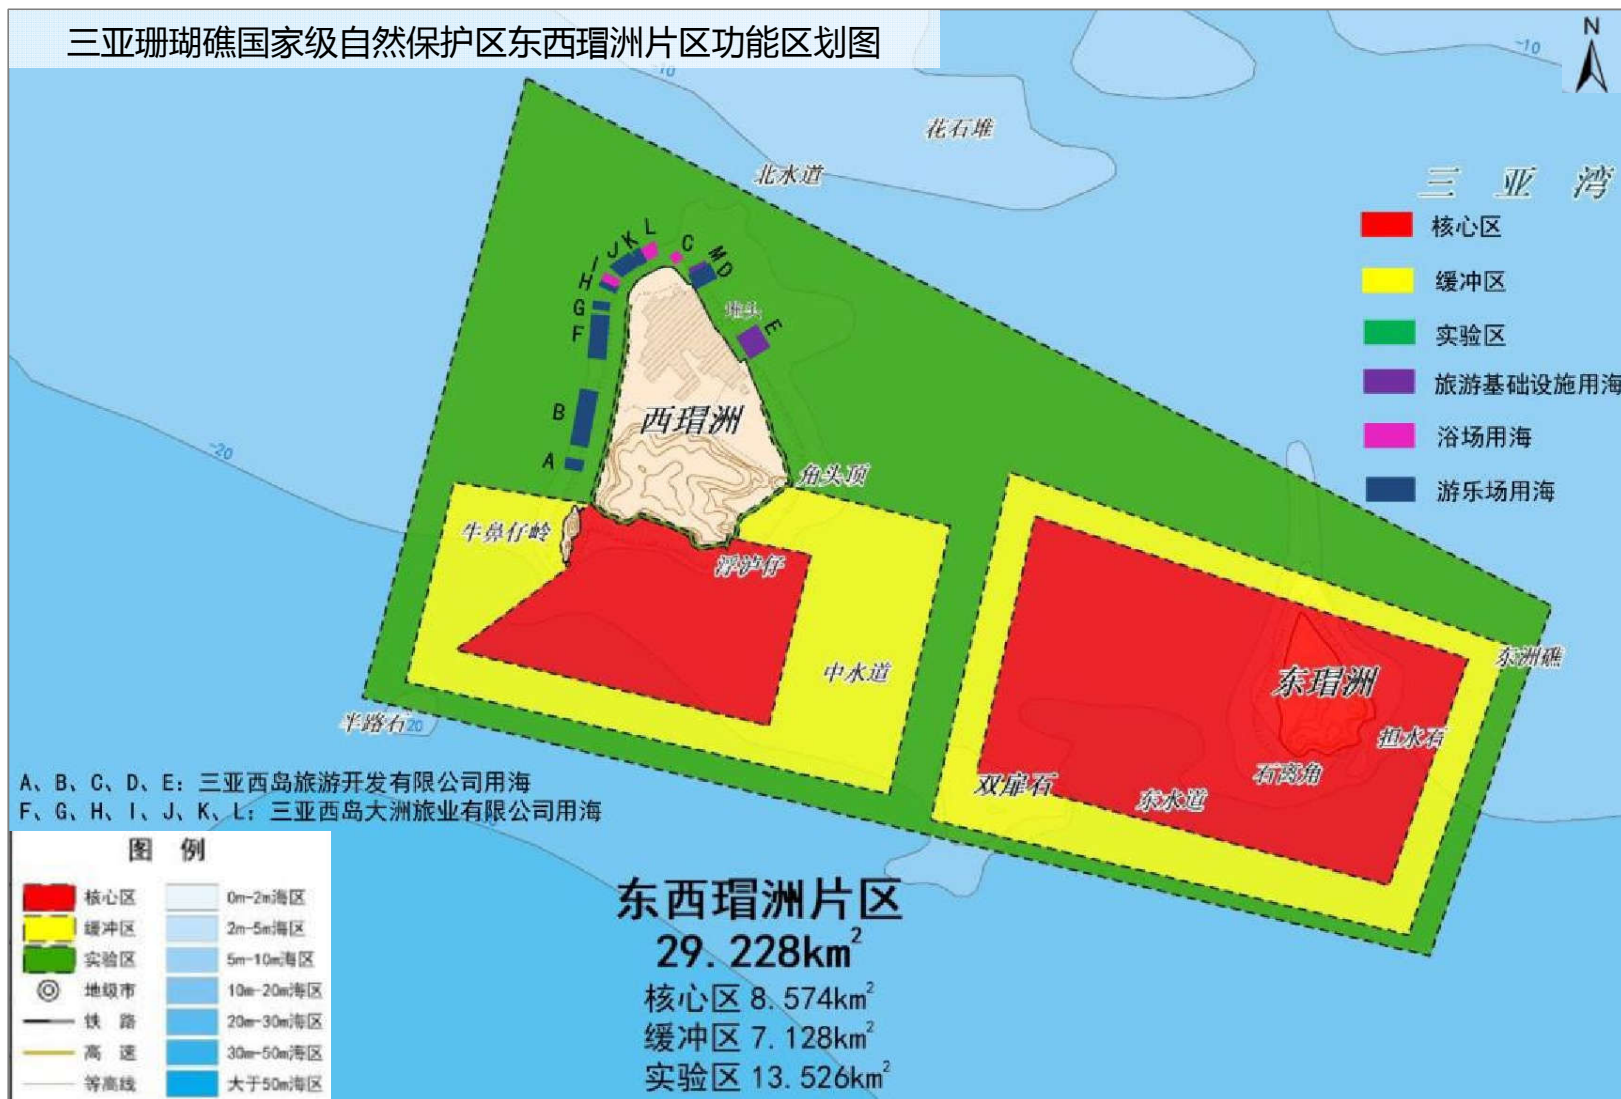 三亚珊瑚礁国家级自然保护区东西瑁洲片区功能区划图
N
-10
-10
花石堆
北水道
三亚湾
核心区
缓冲区
实验区
旅游基础设施用海
浴场用海
游乐场用海
L
K
J
I
H
G
F
B
A
C
M
D
E
西瑁洲
角头顶
-20
牛鼻仔岭
浮泸仔
中水道
半路石
20
东洲礁
东瑁洲
担水石
石离角
双扉石
东水道
A、B、C、D、E：三亚西岛旅游开发有限公司用海
F、G、H、I、J、K、L：三亚西岛大洲旅业有限公司用海
图 例
核心区 0m-2m海区
缓冲区 2m-5m海区
实验区 5m-10m海区
地级市 10m-20m海区
铁 路 20m-30m海区
高 速 30m-50m海区
等高线 大于50m海区
东西瑁洲片区
29.228km²
核心区 8.574km²
缓冲区 7.128km²
实验区 13.526km²